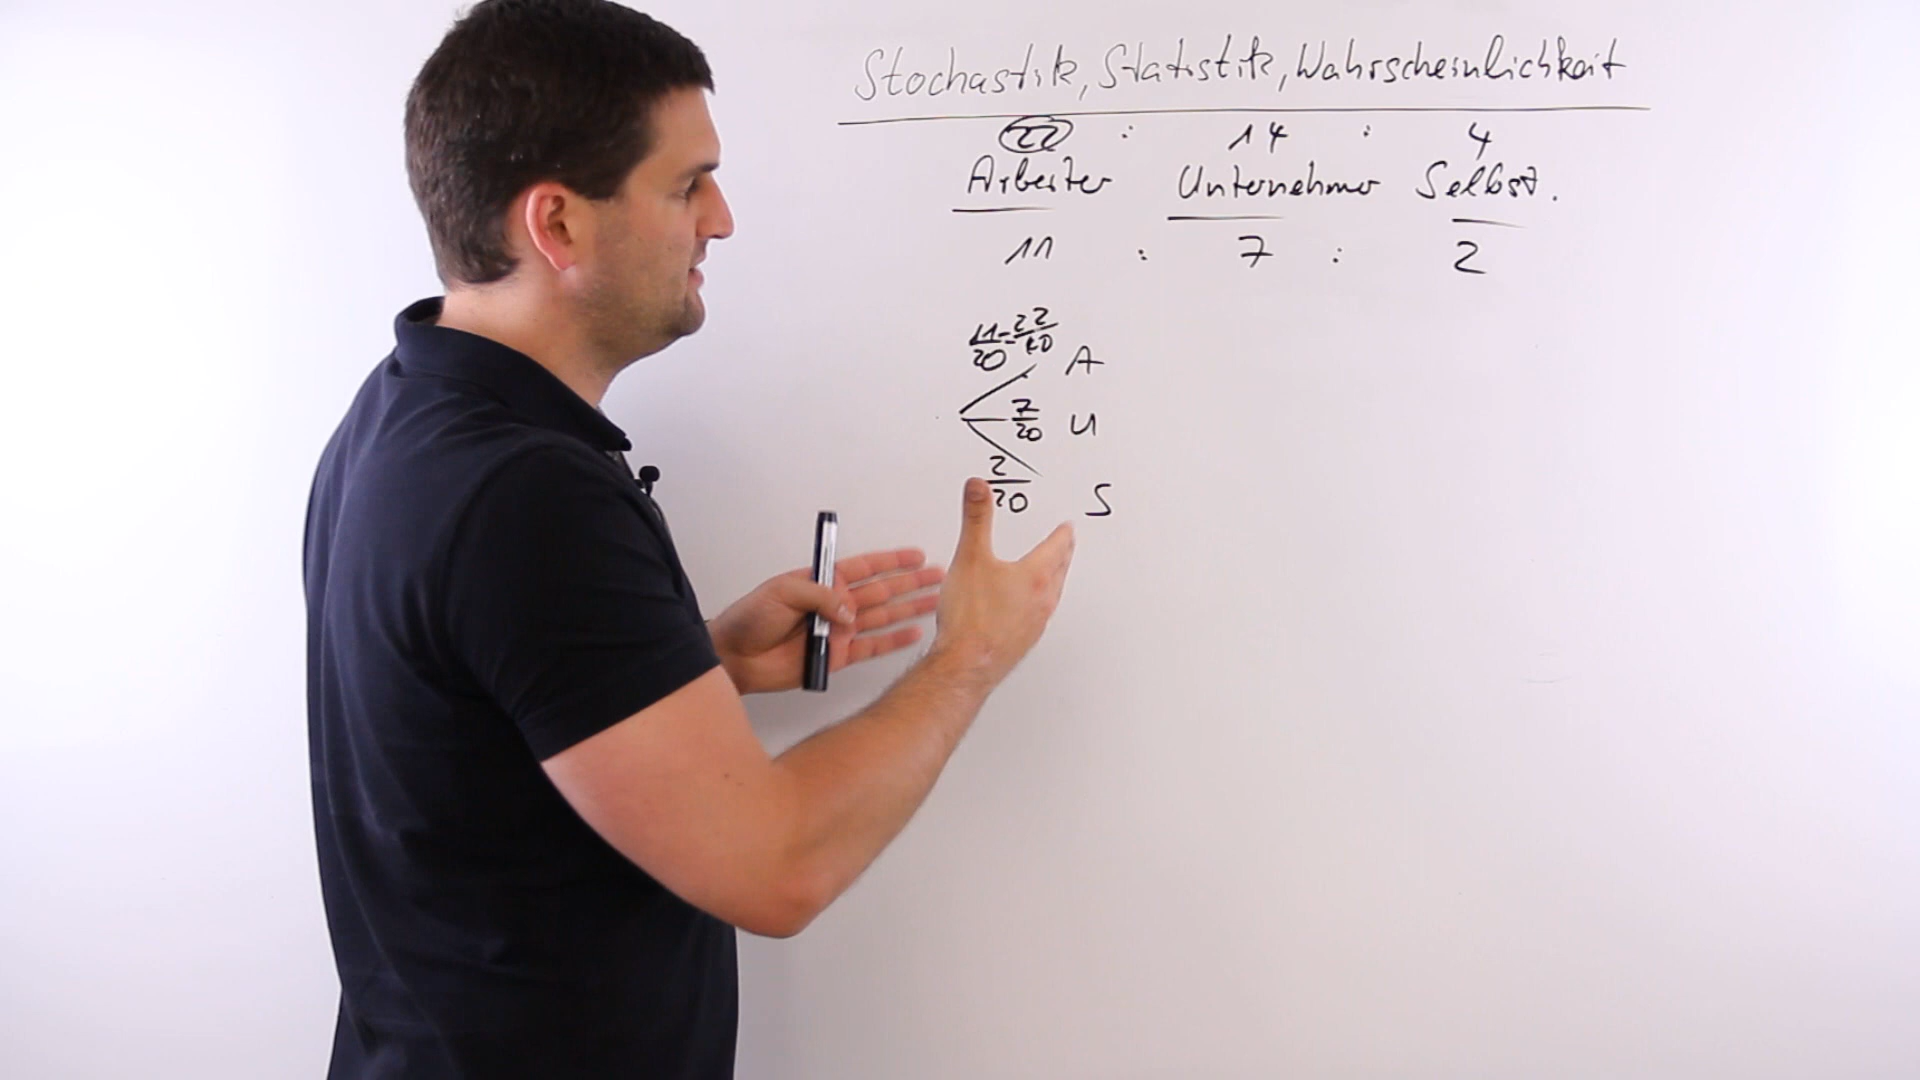 Stochastik, Statistik, Wahrscheinlichkeit
22 : 14 : 4
Arbeiter Unternehmer Selbst.
11 : 7 : 2
11/20 = 22/40 A
7/20 U
2/20 S